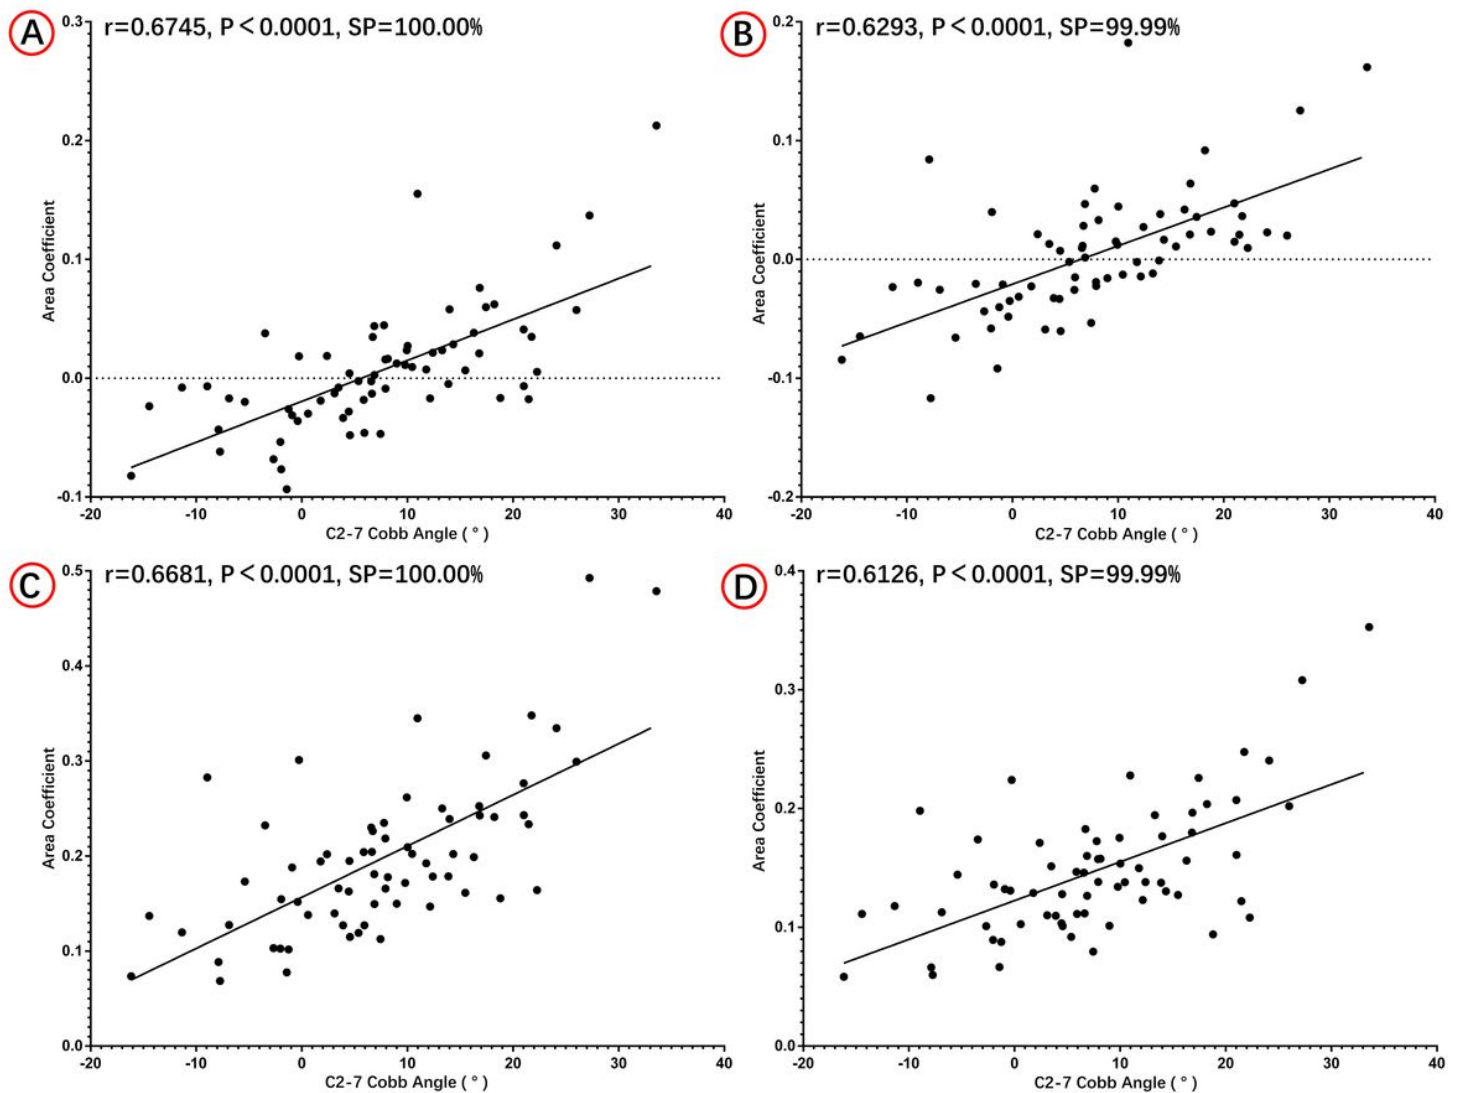 A
r=0.6745, P＜0.0001, SP=100.00%
0.3
0.2
0.1
0.0
-0.1
Area Coefficient
-20 -10 0 10 20 30 40
C2-7 Cobb Angle ( ° )
B
r=0.6293, P＜0.0001, SP=99.99%
0.2
0.1
0.0
-0.1
-0.2
Area Coefficient
-20 -10 0 10 20 30 40
C2-7 Cobb Angle ( ° )
C
r=0.6681, P＜0.0001, SP=100.00%
0.5
0.4
0.3
0.2
0.1
0.0
Area Coefficient
-20 -10 0 10 20 30 40
C2-7 Cobb Angle ( ° )
D
r=0.6126, P＜0.0001, SP=99.99%
0.4
0.3
0.2
0.1
0.0
Area Coefficient
-20 -10 0 10 20 30 40
C2-7 Cobb Angle ( ° )